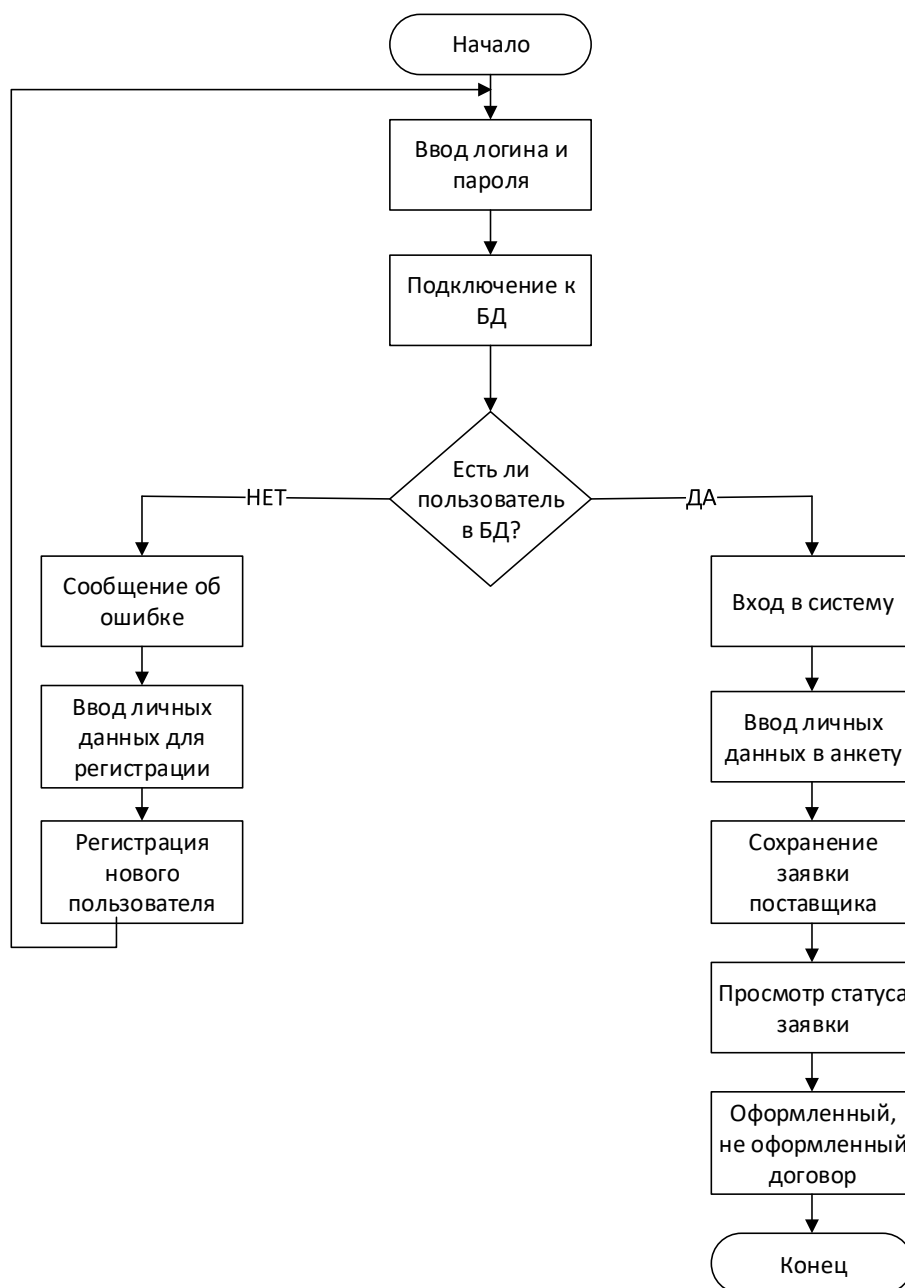 Начало
Ввод логина и
пароля
Подключение к
БД
Есть ли
пользователь
в БД?
НЕТ
ДА
Сообщение об
ошибке
Ввод личных
данных для
регистрации
Регистрация
нового
пользователя
Вход в систему
Ввод личных
данных в анкету
Сохранение
заявки
поставщика
Просмотр статуса
заявки
Оформленный,
не оформленный
договор
Конец